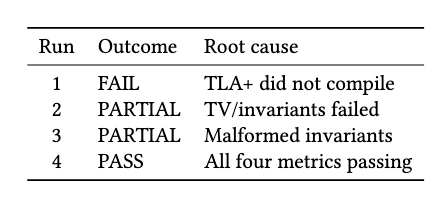 Run Outcome Root cause
1 FAIL TLA+ did not compile
2 PARTIAL TV/invariants failed
3 PARTIAL Malformed invariants
4 PASS All four metrics passing